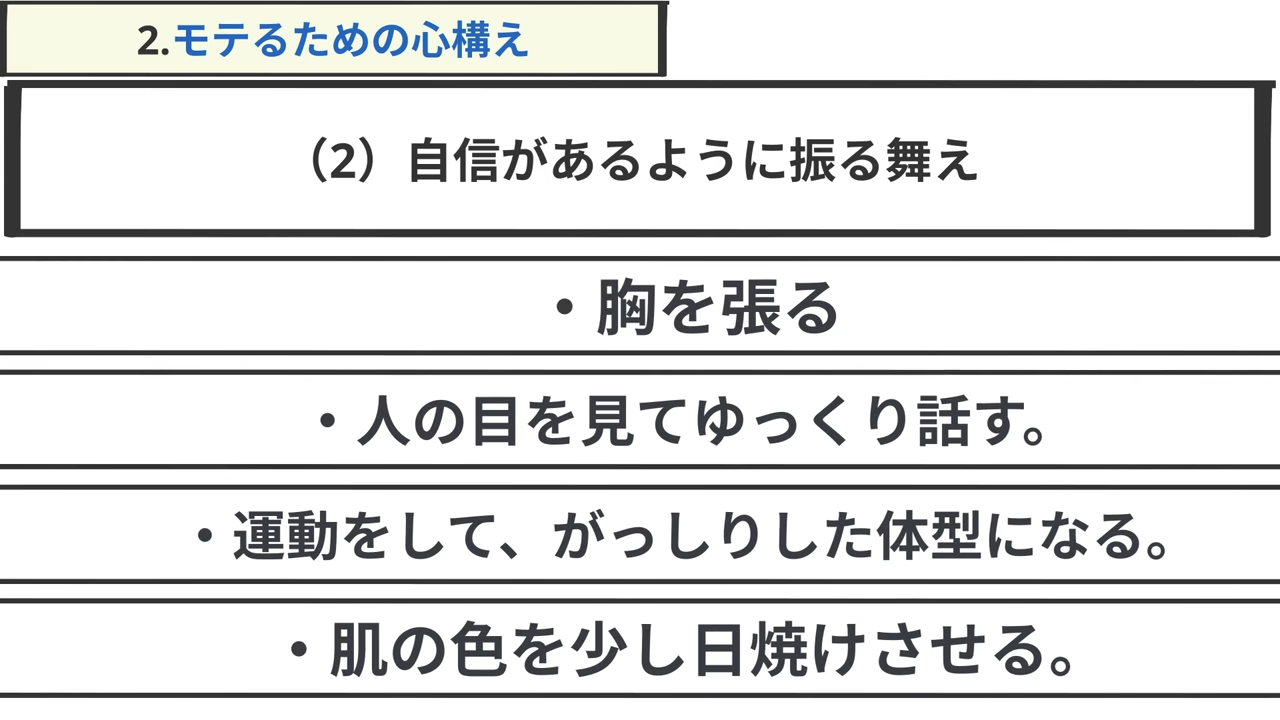 2.モテるための心構え
（2）自信があるように振る舞え
・胸を張る
・人の目を見てゆっくり話す。
・運動をして、がっしりした体型になる。
・肌の色を少し日焼けさせる。